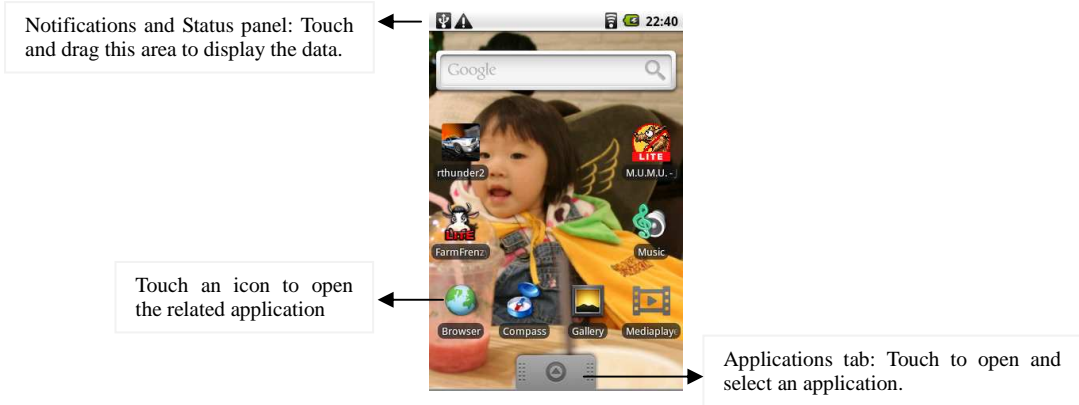 Notifications and Status panel: Touch
and drag this area to display the data.
22:40
Google
LITE
rthunder2
M.U.M.U. -
LITE
FarmFrenz
Music
Touch an icon to open
the related application
Browser
Compass
Gallery
Mediaplay
Applications tab: Touch to open and
select an application.